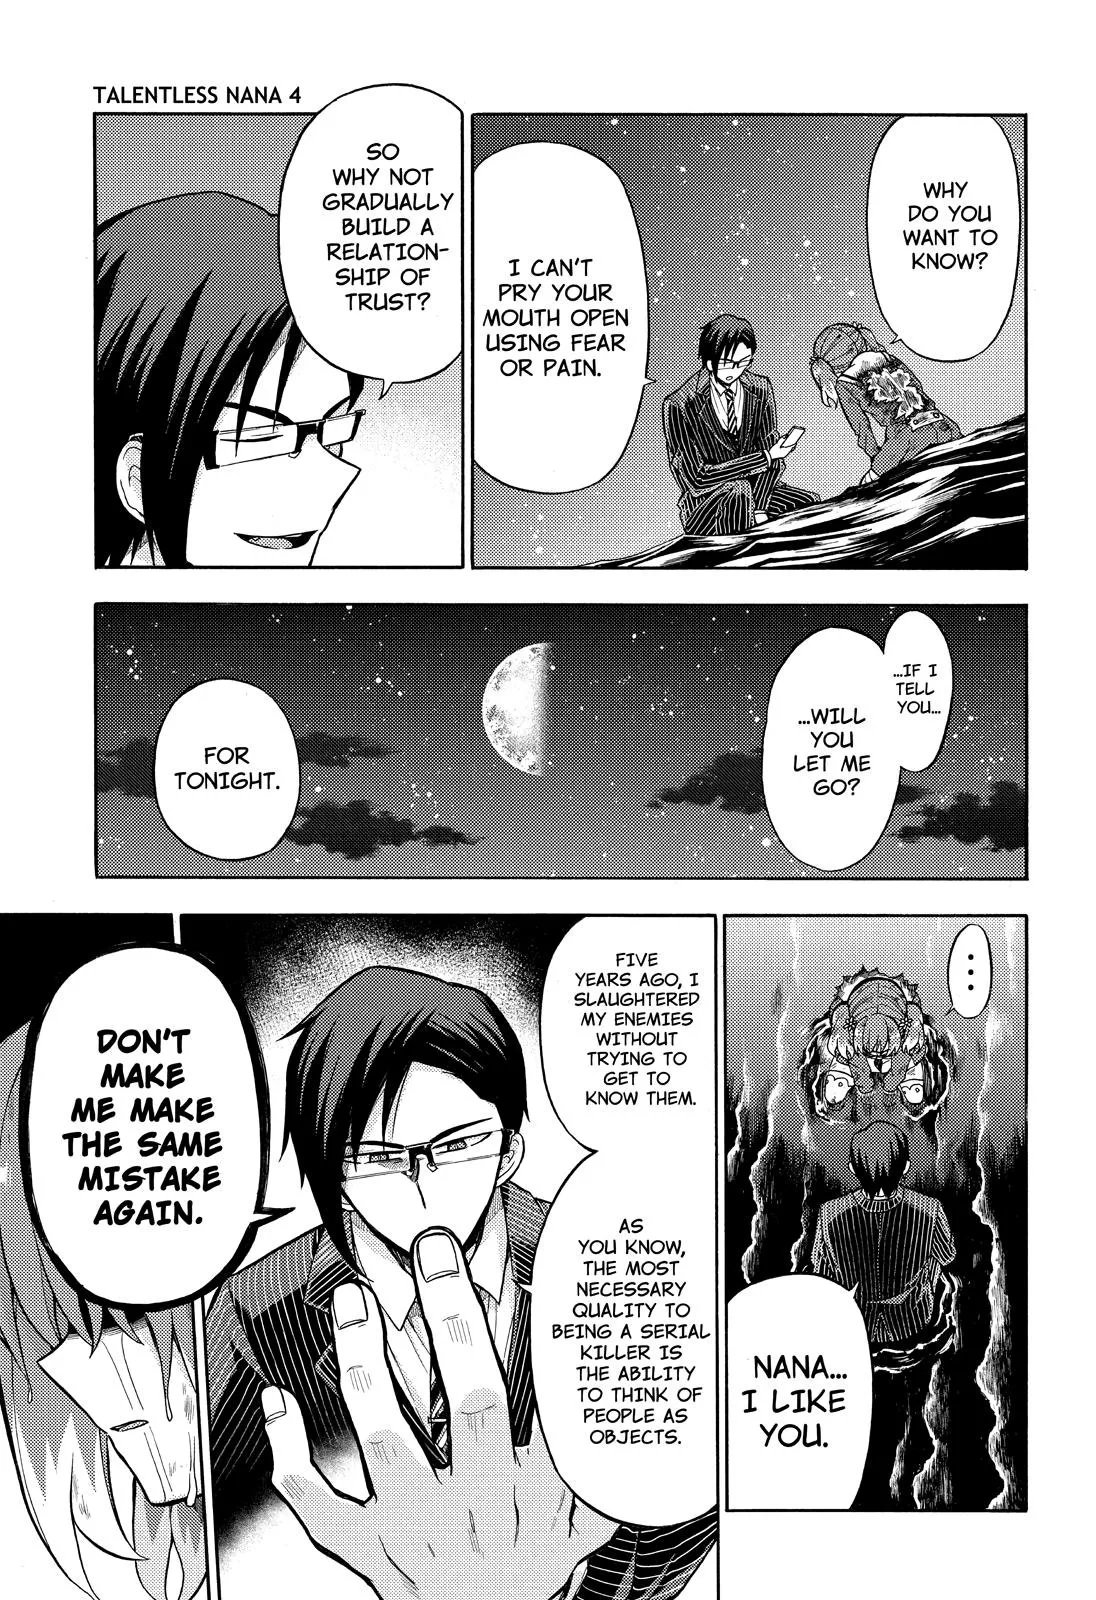 TALENTLESS NANA 4
WHY
DO YOU
WANT TO
KNOW?
I CAN'T
PRY YOUR
MOUTH OPEN
USING FEAR
OR PAIN.
SO
WHY NOT
GRADUALLY
BUILD A
RELATION-
SHIP OF
TRUST?
...IF I
TELL
YOU...
...WILL
YOU
LET ME
GO?
FOR
TONIGHT.
...
NANA...
I LIKE
YOU.
FIVE
YEARS AGO, I
SLAUGHTERED
MY ENEMIES
WITHOUT
TRYING TO
GET TO
KNOW THEM.
AS
YOU KNOW,
THE MOST
NECESSARY
QUALITY TO
BEING A SERIAL
KILLER IS
THE ABILITY
TO THINK OF
PEOPLE AS
OBJECTS.
DON'T
MAKE
ME MAKE
THE SAME
MISTAKE
AGAIN.